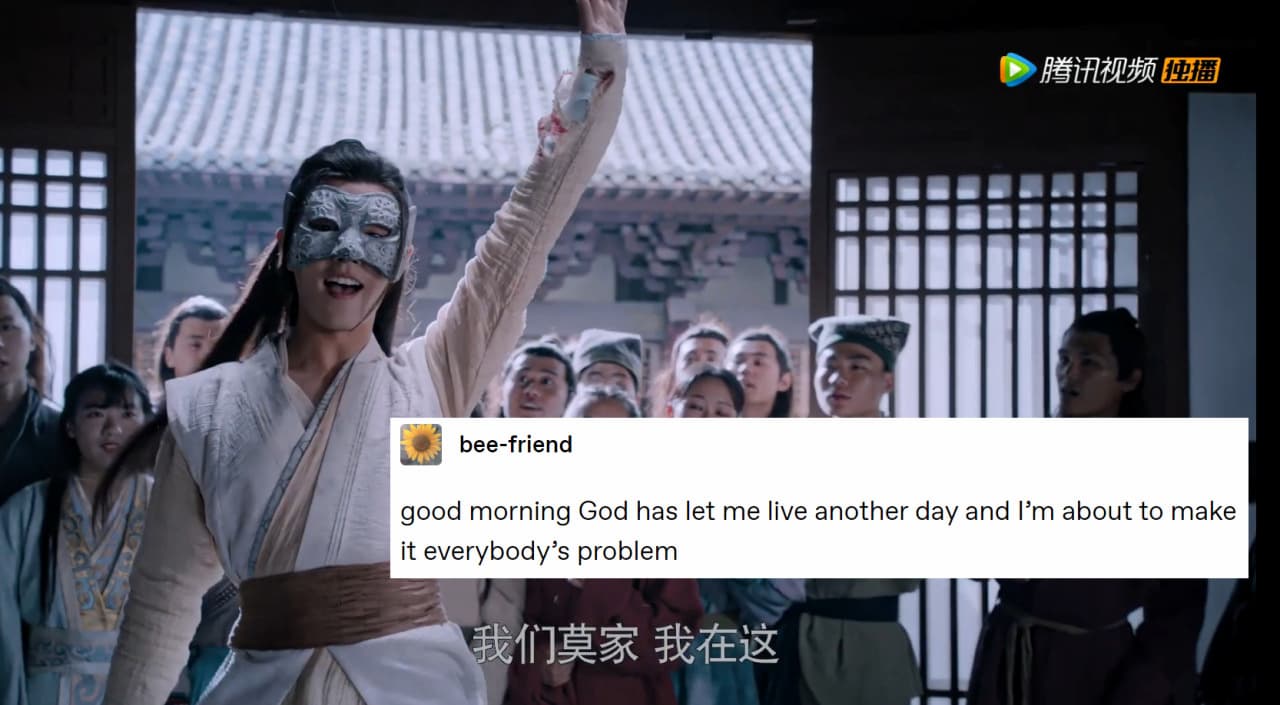 腾讯视频 独播
bee-friend
good morning God has let me live another day and I’m about to make
it everybody’s problem
我们莫家 我在这